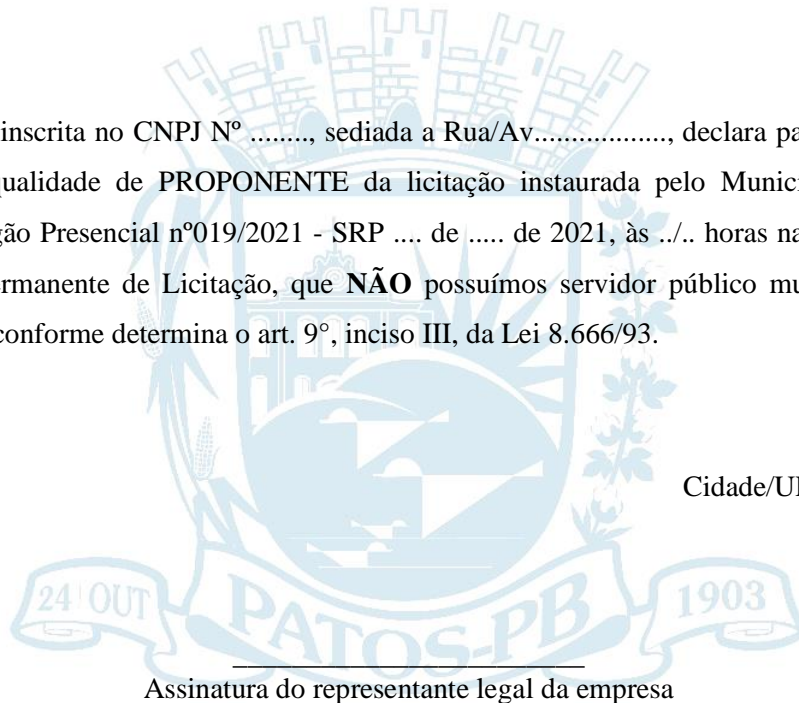 inscrita no CNPJ Nº ........, sediada a Rua/Av..................., declara pa
qualidade de PROPONENTE da licitação instaurada pelo Munici
gão Presencial nº019/2021 - SRP .... de ..... de 2021, às ../.. horas na
rmanente de Licitação, que NÃO possuímos servidor público mu
conforme determina o art. 9°, inciso III, da Lei 8.666/93.
Cidade/U
24 OUT
PATOS-PB
1903
Assinatura do representante legal da empresa